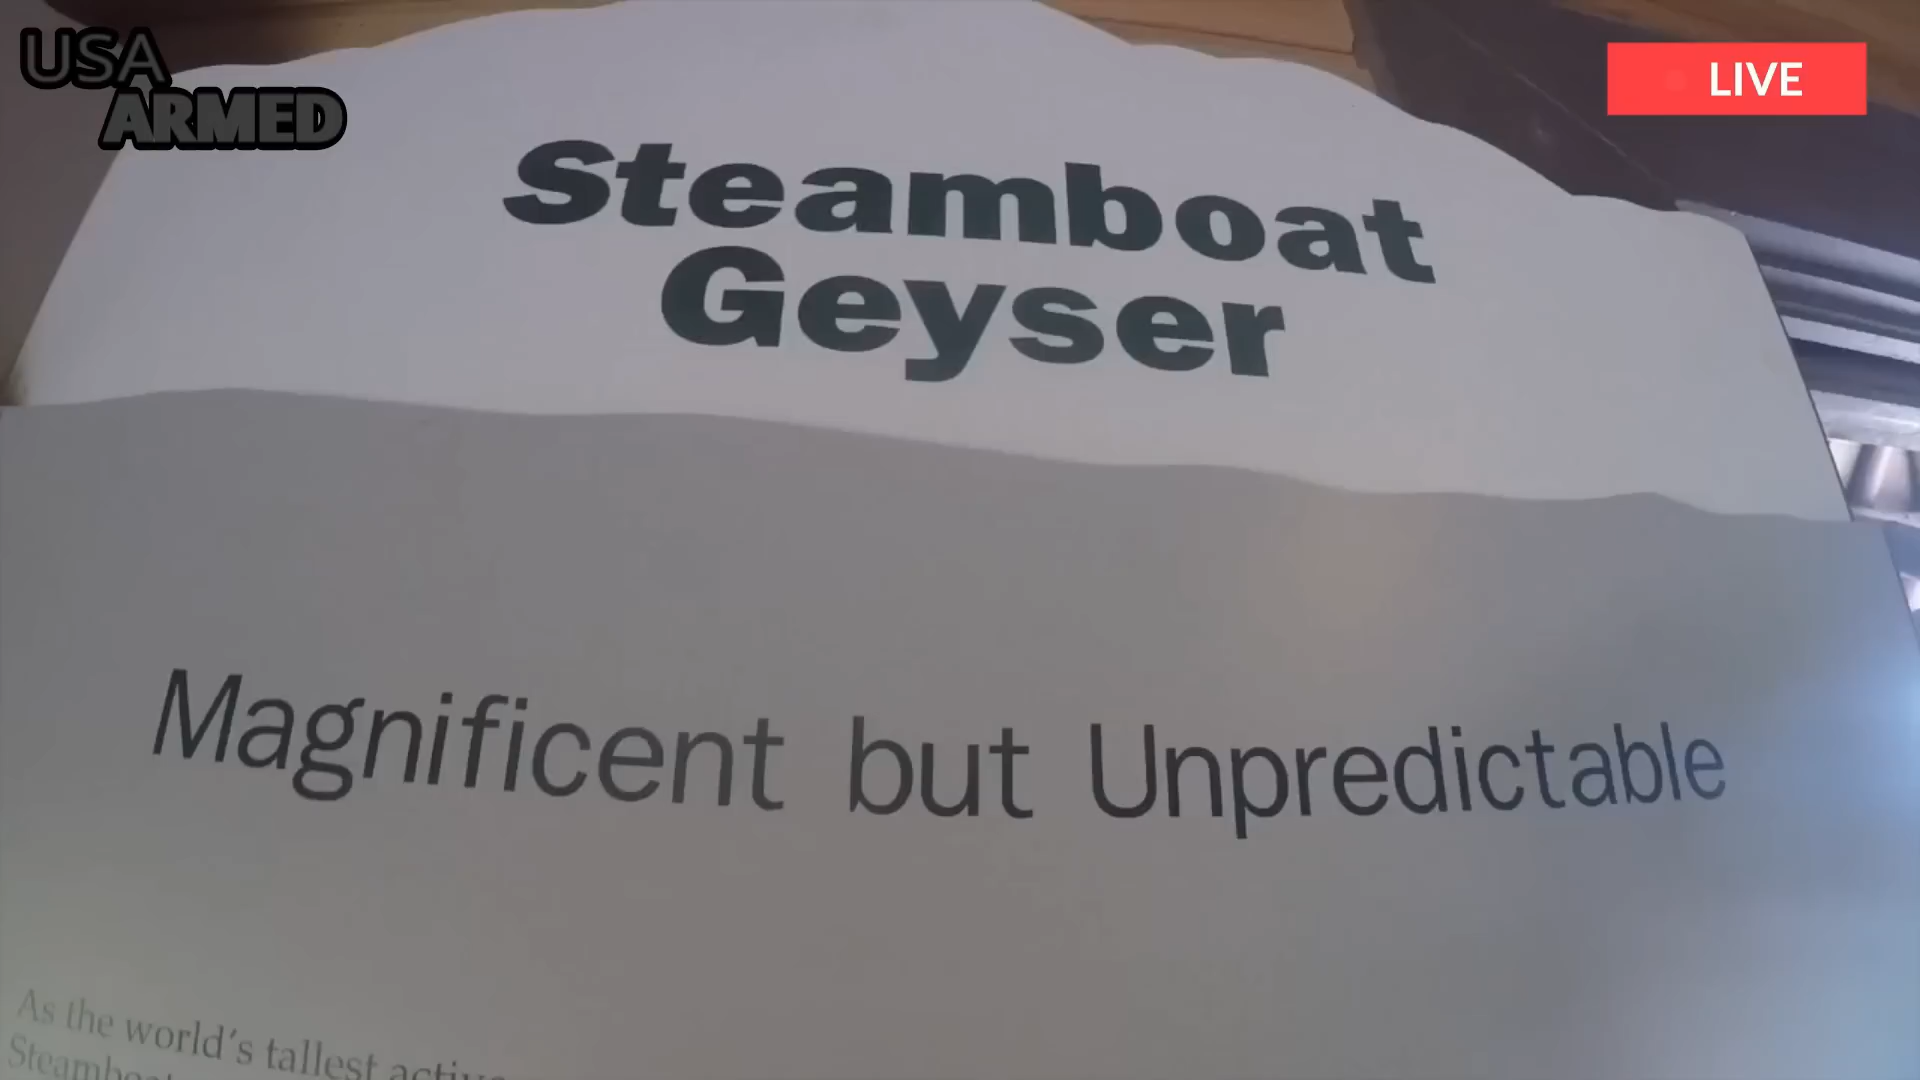 USA
ARMED
LIVE
Steamboat
Geyser
Magnificent but Unpredictable
As the world's tallest